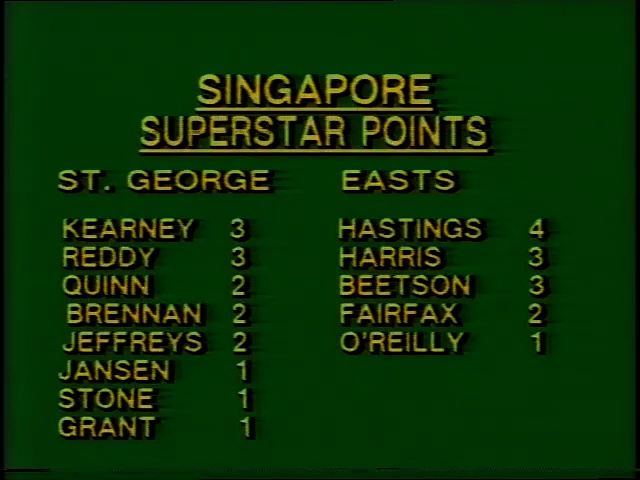 SINGAPORE
SUPERSTAR POINTS
ST. GEORGE EASTS
KEARNEY 3 HASTINGS 4
REDDY 3 HARRIS 3
QUINN 2 BEETSON 3
BRENNAN 2 FAIRFAX 2
JEFFREYS 2 O'REILLY 1
JANSEN 1
STONE 1
GRANT 1